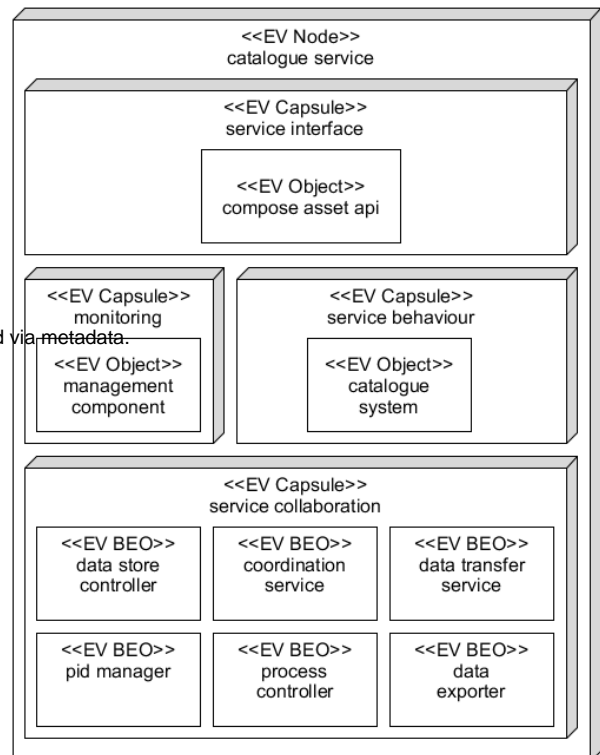 <<EV Node>>
catalogue service
<<EV Capsule>>
service interface
<<EV Object>>
compose asset api
<<EV Capsule>>
monitoring
<<EV Object>>
management
component
<<EV Capsule>>
service behaviour
<<EV Object>>
catalogue
system
via metadata.
<<EV Capsule>>
service collaboration
<<EV BEO>>
data store
controller
<<EV BEO>>
coordination
service
<<EV BEO>>
data transfer
service
<<EV BEO>>
pid manager
<<EV BEO>>
process
controller
<<EV BEO>>
data
exporter